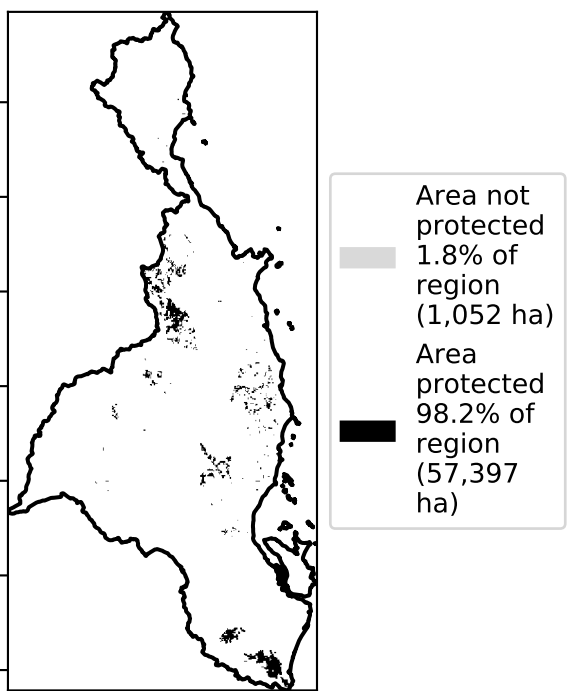 Area not
protected
1.8% of
region
(1,052 ha)
Area
protected
98.2% of
region
(57,397
ha)